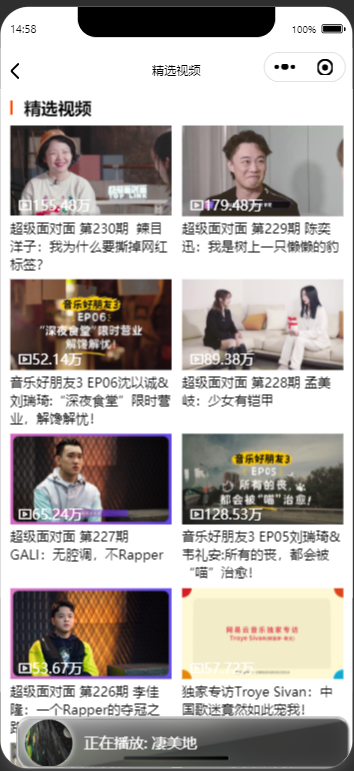 14:58
100%
精选视频
精选视频
155.48万
超级面对面 第230期 辣目
洋子：我为什么要撕掉网红
标签？
179.48万
超级面对面 第229期 陈奕
迅：我是树上一只懒懒的豹
音乐好朋友3
EP06
“深夜食堂”限时营业
解馋解忧！
52.14万
音乐好朋友3 EP06沈以诚&
刘瑞琦:“深夜食堂”限时营
业，解馋解忧！
89.38万
超级面对面 第228期 孟美
岐：少女有铠甲
65.24万
超级面对面 第227期
GALI：无腔调，不Rapper
音乐好朋友3
EP05
所有的丧，
都会被“喵”治愈！
128.53万
音乐好朋友3 EP05刘瑞琦&
韦礼安:所有的丧，都会被
“喵”治愈！
53.67万
超级面对面 第226期 李佳
隆：一个Rapper的夺冠之
网易云音乐独家专访
57.72万
独家专访Troye Sivan：中
国歌迷竟然如此宠我！
正在播放: 凄美地